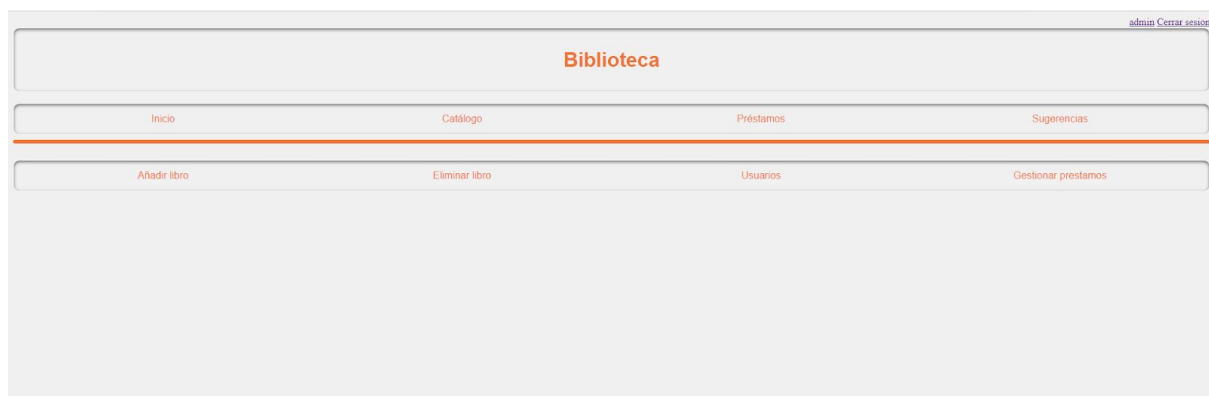 admin Cerrar sesion
Biblioteca
Inicio Catálogo Préstamos Sugerencias
Añadir libro Eliminar libro Usuarios Gestionar prestamos